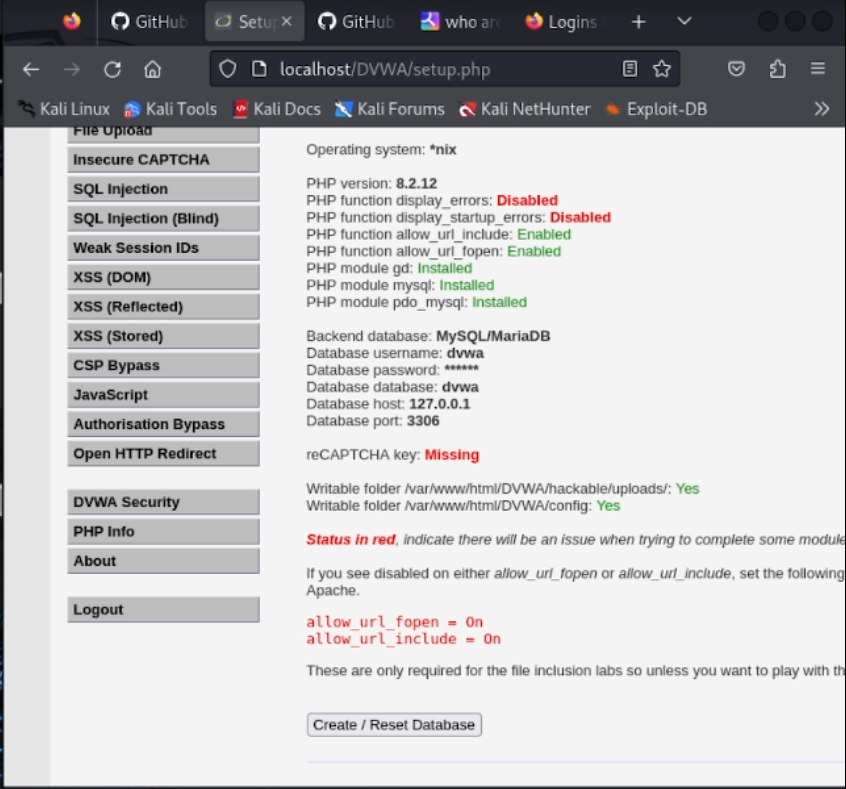 GitHub
Setup
GitHub
who are
Logins
localhost/DVWA/setup.php
Kali Linux
Kali Tools
Kali Docs
Kali Forums
Kali NetHunter
Exploit-DB
File Upload
Insecure CAPTCHA
SQL Injection
SQL Injection (Blind)
Weak Session IDs
XSS (DOM)
XSS (Reflected)
XSS (Stored)
CSP Bypass
JavaScript
Authorisation Bypass
Open HTTP Redirect
DVWA Security
PHP Info
About
Logout
Operating system: *nix
PHP version: 8.2.12
PHP function display_errors: Disabled
PHP function display_startup_errors: Disabled
PHP function allow_url_include: Enabled
PHP function allow_url_fopen: Enabled
PHP module gd: Installed
PHP module mysql: Installed
PHP module pdo_mysql: Installed
Backend database: MySQL/MariaDB
Database username: dvwa
Database password: ******
Database database: dvwa
Database host: 127.0.0.1
Database port: 3306
reCAPTCHA key: Missing
Writable folder /var/www/html/DVWA/hackable/uploads/: Yes
Writable folder /var/www/html/DVWA/config: Yes
Status in red, indicate there will be an issue when trying to complete some module
If you see disabled on either allow_url_fopen or allow_url_include, set the following
Apache.
allow_url_fopen = On
allow_url_include = On
These are only required for the file inclusion labs so unless you want to play with th
Create / Reset Database